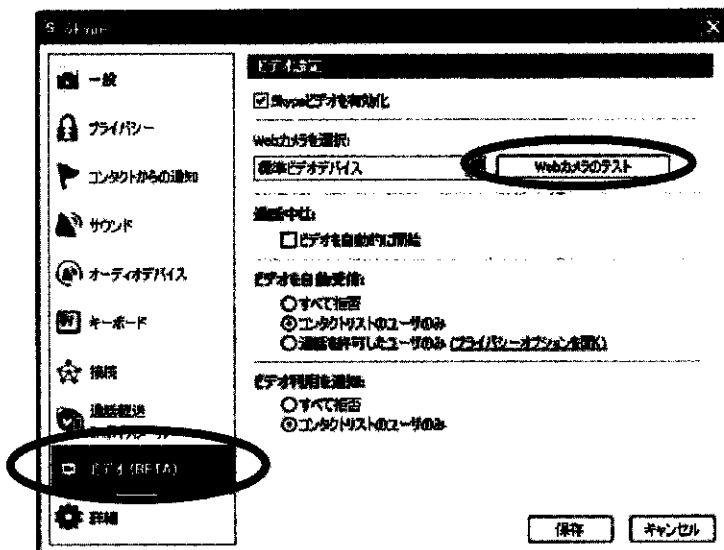 Skype
一般
プライバシー
コンタクトからの通知
サウンド
オーディオデバイス
キーボード
接続
通話転送
ビデオ (BETA)
詳細
ビデオ設定
Skypeビデオを有効化
Webカメラを選択:
標準ビデオデバイス
Webカメラのテスト
通話中は:
ビデオを自動的に開始
ビデオを自動受信:
すべて拒否
コンタクトリストのユーザのみ
通話を許可したユーザのみ (プライバシーオプションを開く)
ビデオ利用を通知:
すべて拒否
コンタクトリストのユーザのみ
保存
キャンセル